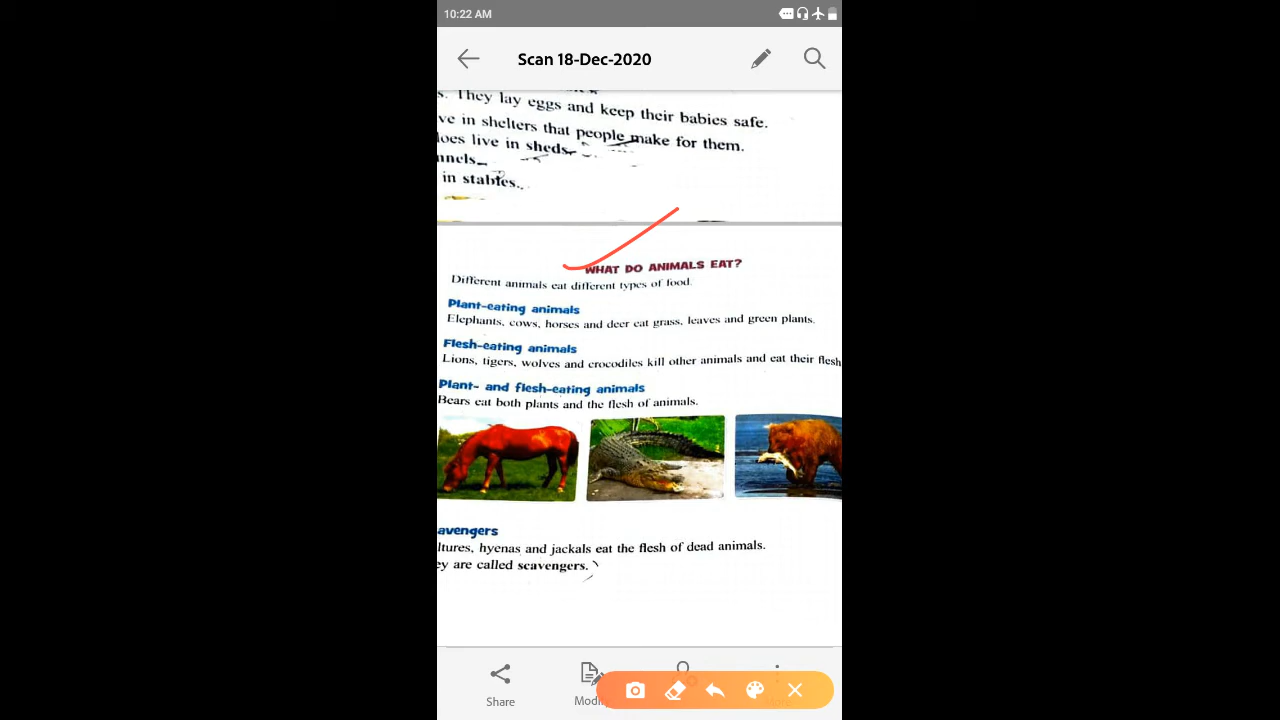 10:22 AM
Scan 18-Dec-2020
s. They lay eggs and keep their babies safe.
ve in shelters that people make for them.
loes live in sheds.
nnels.
in stables.
WHAT DO ANIMALS EAT?
Different animals eat different types of food.
Plant-eating animals
Elephants, cows, horses and deer eat grass, leaves and green plants.
Flesh-eating animals
Lions, tigers, wolves and crocodiles kill other animals and eat their flesh
Plant- and flesh-eating animals
Bears eat both plants and the flesh of animals.
avengers
ltures, hyenas and jackals eat the flesh of dead animals.
ey are called scavengers.
Share
Modify